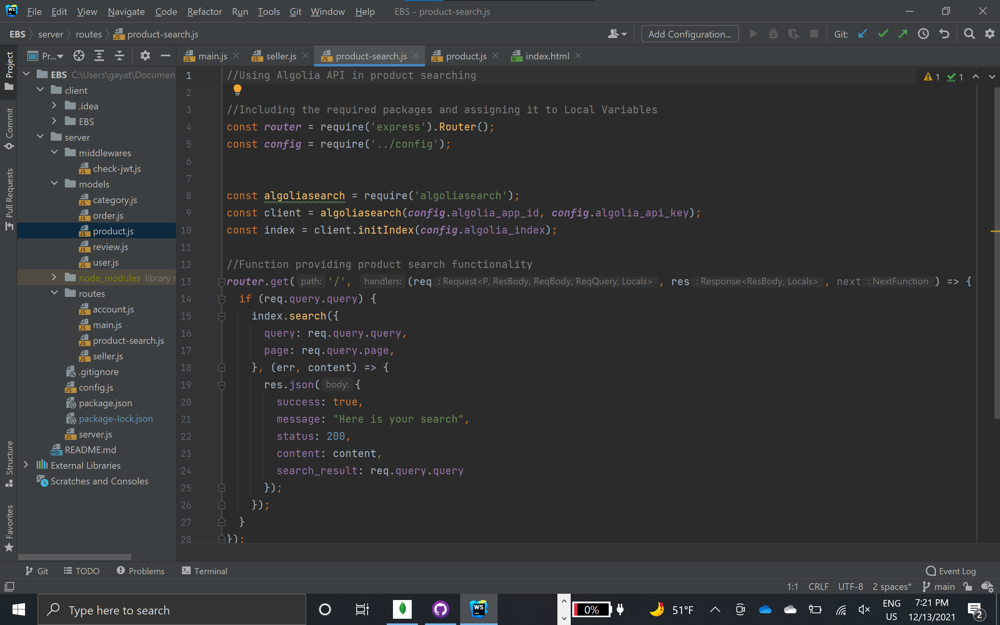 File Edit View Navigate Code Refactor Run Tools Git Window Help EBS - product-search.js
EBS server routes product-search.js Add Configuration... Git:
Pr... main.js seller.js product-search.js product.js index.html
Project
Commit
Pull Requests
Structure
Favorites
EBS C:\Users\gayat\Documen
client
.idea
EBS
server
middlewares
check-jwt.js
models
category.js
order.js
product.js
review.js
user.js
node_modules library r
routes
account.js
main.js
product-search.js
seller.js
.gitignore
config.js
package.json
package-lock.json
server.js
README.md
External Libraries
Scratches and Consoles
1 //Using Algolia API in product searching
1 1
2
3 //Including the required packages and assigning it to Local Variables
4 const router = require('express').Router();
5 const config = require('../config');
6
7
8 const algoliasearch = require('algoliasearch');
9 const client = algoliasearch(config.algolia_app_id, config.algolia_api_key);
10 const index = client.initIndex(config.algolia_index);
11
12 //Function providing product search functionality
13 router.get( path: '/', handlers: (req : Request<P, ResBody, ReqBody, ReqQuery, Locals> , res : Response<ResBody, Locals> , next : NextFunction ) => {
14 if (req.query.query) {
15 index.search({
16 query: req.query.query,
17 page: req.query.page,
18 }, (err, content) => {
19 res.json( body: {
20 success: true,
21 message: "Here is your search",
22 status: 200,
23 content: content,
24 search_result: req.query.query
25 });
26 });
27 }
28 });
Git TODO Problems Terminal Event Log
1:1 CRLF UTF-8 2 spaces* main
Type here to search
WS
0%
51°F
ENG
US
7:21 PM
12/13/2021
2